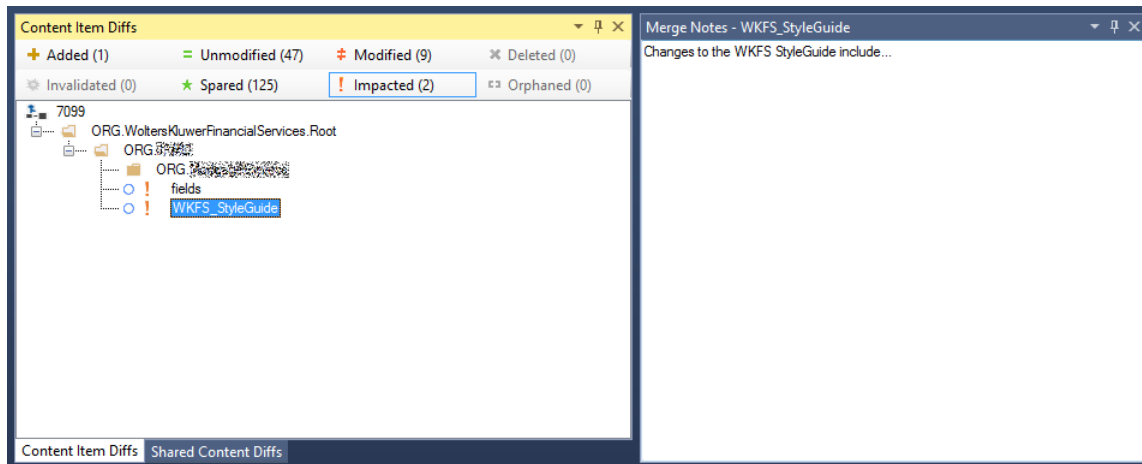 Content Item Diffs
Added (1) Unmodified (47) Modified (9) Deleted (0)
Invalidated (0) Spared (125) Impacted (2) Orphaned (0)
7099
ORG.WoltersKluwerFinancialServices.Root
ORG.
ORG.
fields
WKFS_StyleGuide
Content Item Diffs Shared Content Diffs
Merge Notes - WKFS_StyleGuide
Changes to the WKFS StyleGuide include...